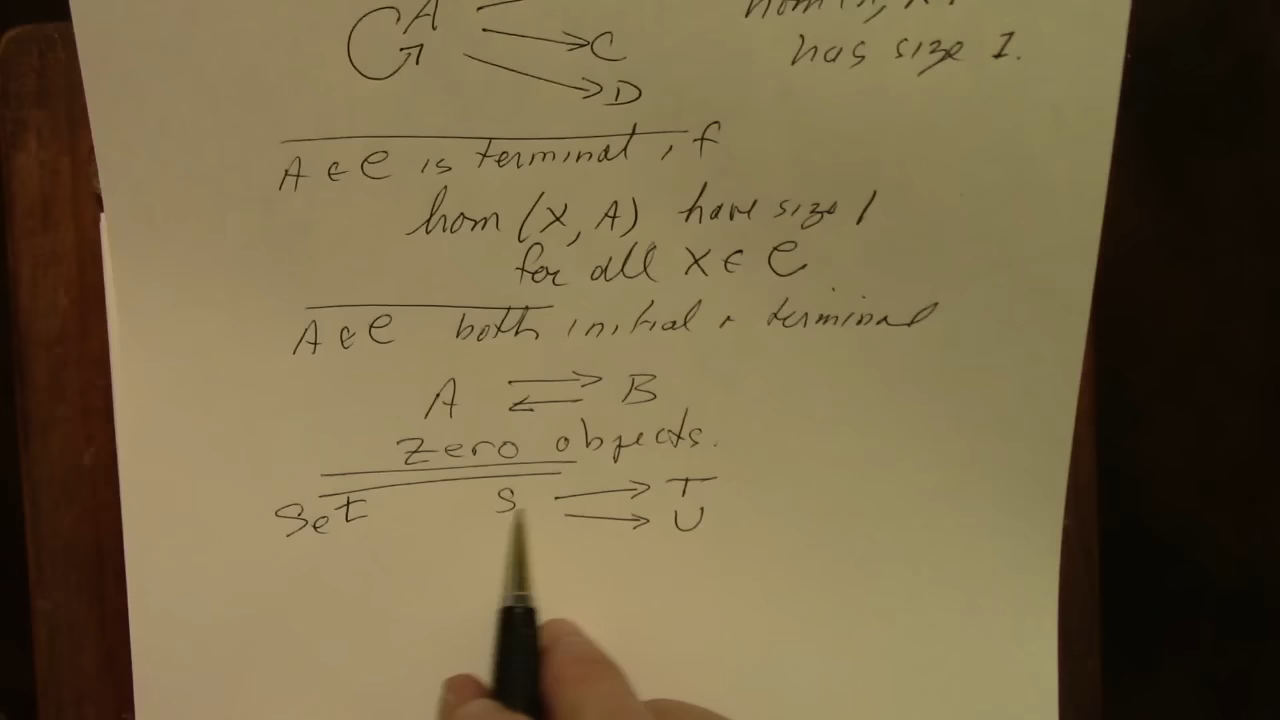 A
has size 1.
C
D
A ∈ C is terminal if
hom (X, A) have size 1
for all X ∈ C
A ∈ C both initial + terminal
A ⇄ B
Zero objects.
Set S → T
→ U